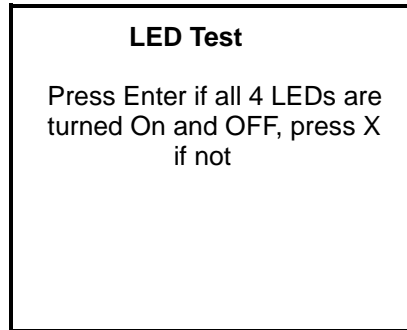 LED Test
Press Enter if all 4 LEDs are
turned On and OFF, press X
if not